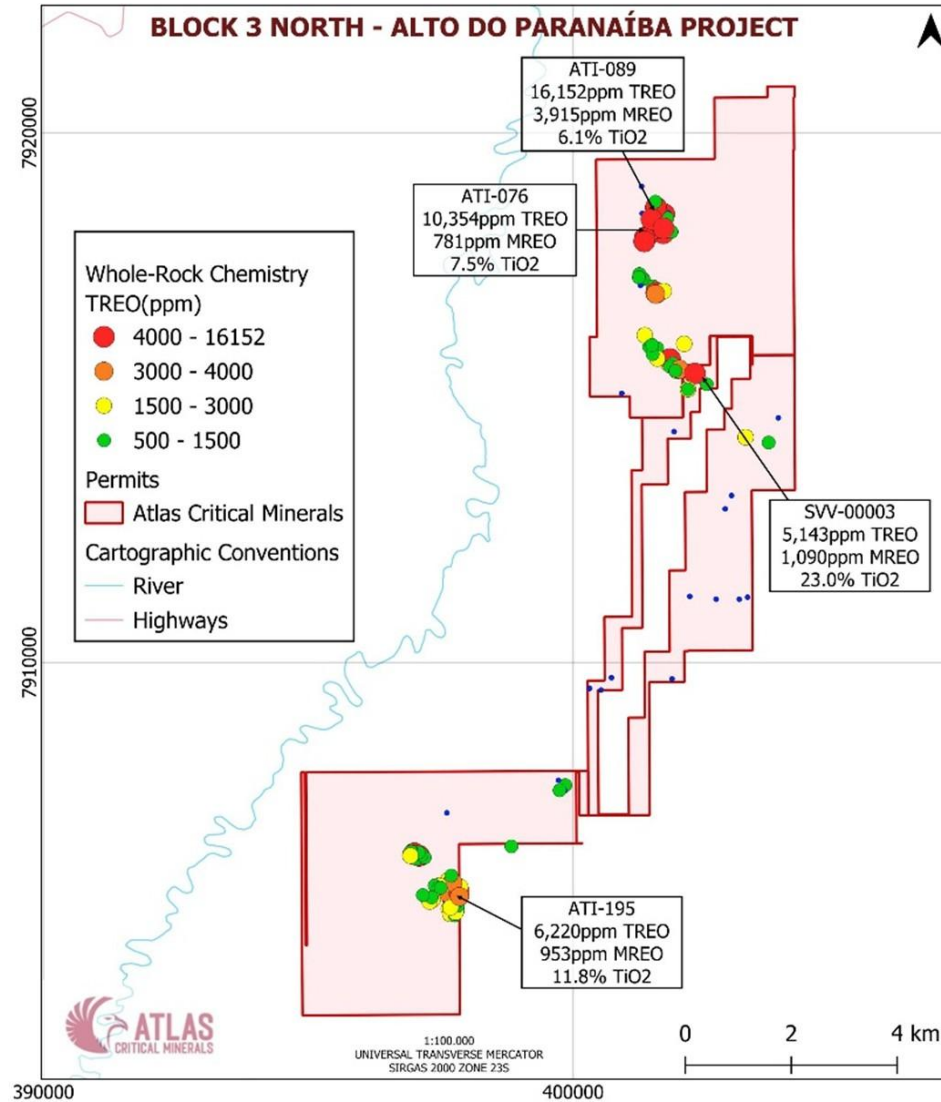 BLOCK 3 NORTH - ALTO DO PARANAÍBA PROJECT
ATI-089
16,152ppm TREO
3,915ppm MREO
6.1% TiO2
7920000
ATI-076
10,354ppm TREO
781ppm MREO
7.5% TiO2
Whole-Rock Chemistry
TREO(ppm)
4000 - 16152
3000 - 4000
1500 - 3000
500 - 1500
Permits
Atlas Critical Minerals
Cartographic Conventions
River
Highways
SVV-00003
5,143ppm TREO
1,090ppm MREO
23.0% TiO2
7910000
ATI-195
6,220ppm TREO
953ppm MREO
11.8% TiO2
ATLAS
CRITICAL MINERALS
1:100.000
UNIVERSAL TRANSVERSE MERCATOR
SIRGAS 2000 ZONE 23S
0 2 4 km
390000 400000